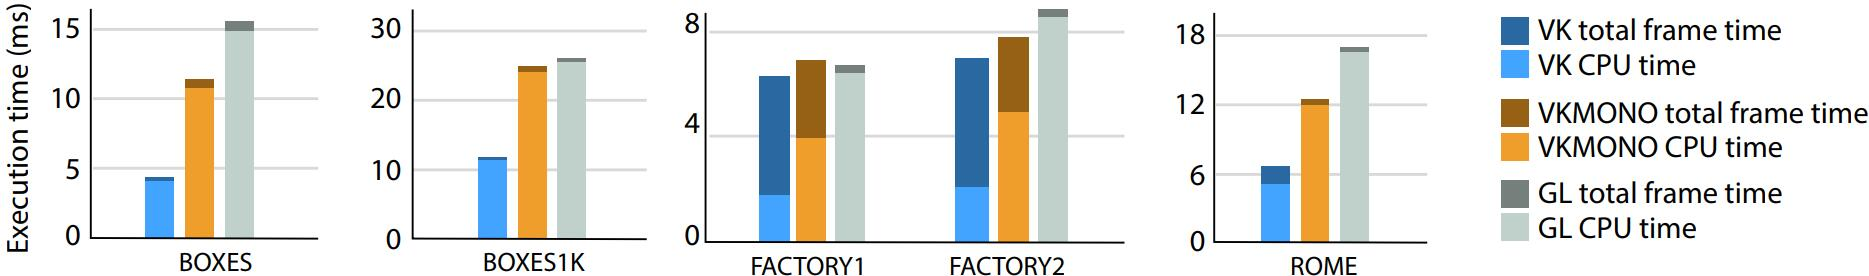 Execution time (ms)
15
10
5
0
BOXES
30
20
10
0
BOXES1K
8
4
0
FACTORY1
FACTORY2
18
12
6
0
ROME
VK total frame time
VK CPU time
VKMONO total frame time
VKMONO CPU time
GL total frame time
GL CPU time